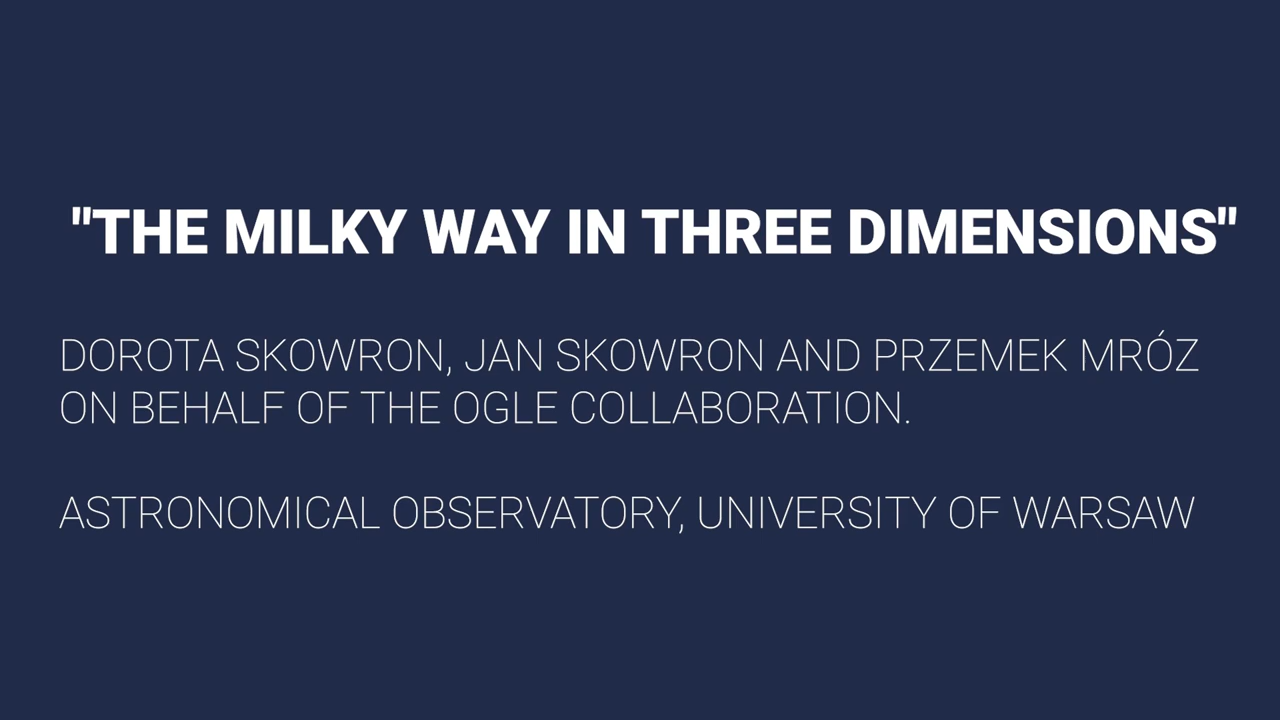 "THE MILKY WAY IN THREE DIMENSIONS"
DOROTA SKOWRON, JAN SKOWRON AND PRZEMEK MRÓZ
ON BEHALF OF THE OGLE COLLABORATION.
ASTRONOMICAL OBSERVATORY, UNIVERSITY OF WARSAW